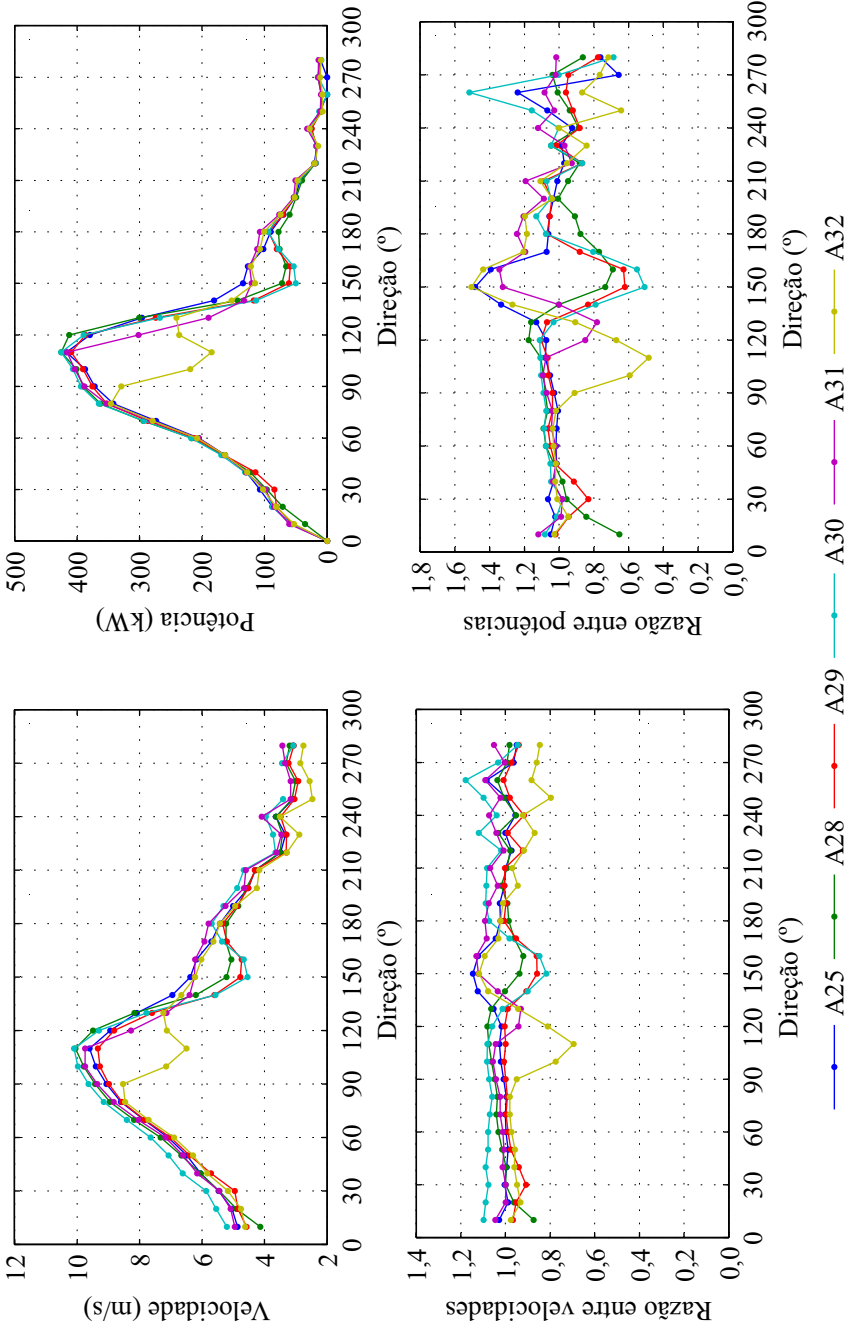 12
10
8
6
4
2
0 30 60 90 120 150 180 210 240 270 300
Direção (º)
Velocidade (m/s)
500
400
300
200
100
0
0 30 60 90 120 150 180 210 240 270 300
Direção (º)
Potência (kW)
1,4
1,2
1,0
0,8
0,6
0,4
0,2
0,0
0 30 60 90 120 150 180 210 240 270 300
Direção (º)
Razão entre velocidades
1,8
1,6
1,4
1,2
1,0
0,8
0,6
0,4
0,2
0,0
0 30 60 90 120 150 180 210 240 270 300
Direção (º)
Razão entre potências
A25 A28 A29 A30 A31 A32